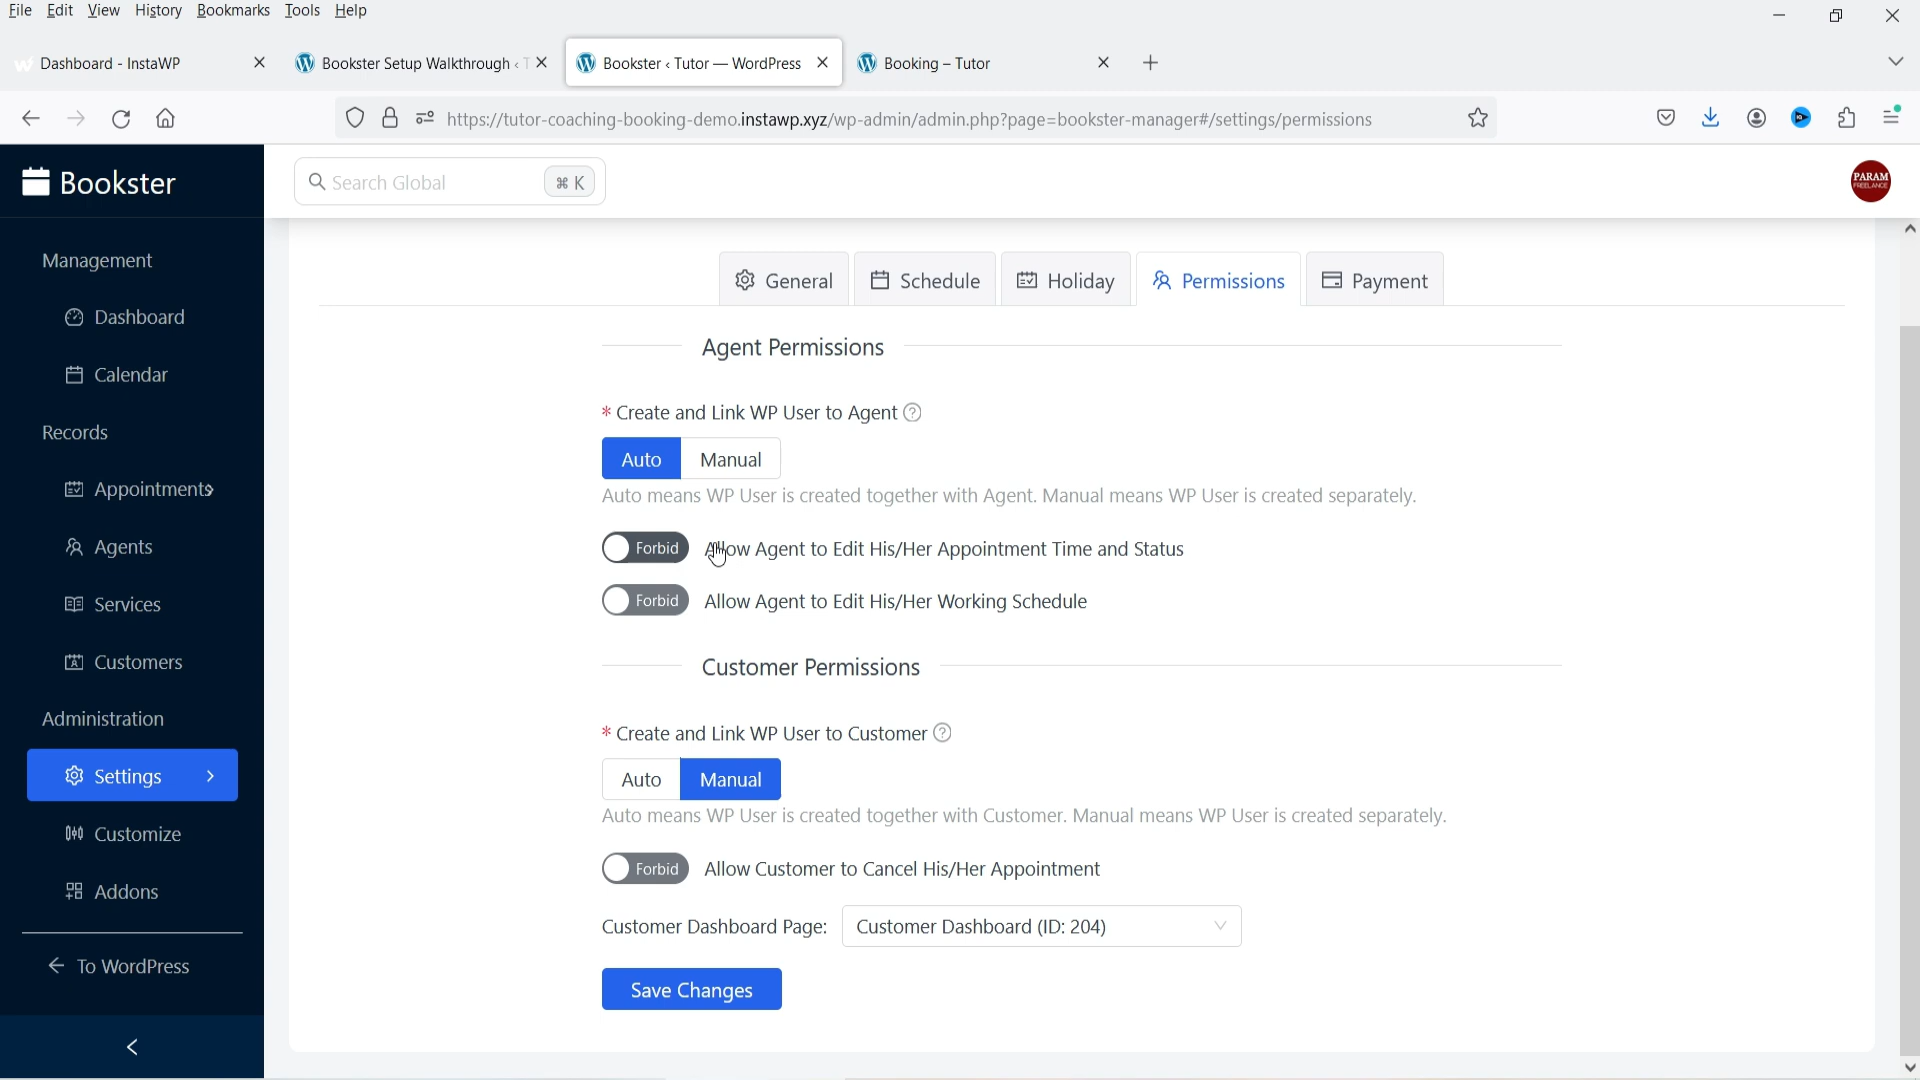 File Edit View History Bookmarks Tools Help
Dashboard - InstaWP
Bookster Setup Walkthrough ‹ T
Bookster ‹ Tutor — WordPress
Booking – Tutor
https://tutor-coaching-booking-demo.instawp.xyz/wp-admin/admin.php?page=bookster-manager#/settings/permissions
Bookster
Search Global
⌘ K
PARAM
FREELANCE
Management
Dashboard
Calendar
Records
Appointments
Agents
Services
Customers
Administration
Settings
Customize
Addons
To WordPress
General
Schedule
Holiday
Permissions
Payment
Agent Permissions
* Create and Link WP User to Agent
Auto Manual
Auto means WP User is created together with Agent. Manual means WP User is created separately.
Forbid Allow Agent to Edit His/Her Appointment Time and Status
Forbid Allow Agent to Edit His/Her Working Schedule
Customer Permissions
* Create and Link WP User to Customer
Auto Manual
Auto means WP User is created together with Customer. Manual means WP User is created separately.
Forbid Allow Customer to Cancel His/Her Appointment
Customer Dashboard Page: Customer Dashboard (ID: 204)
Save Changes